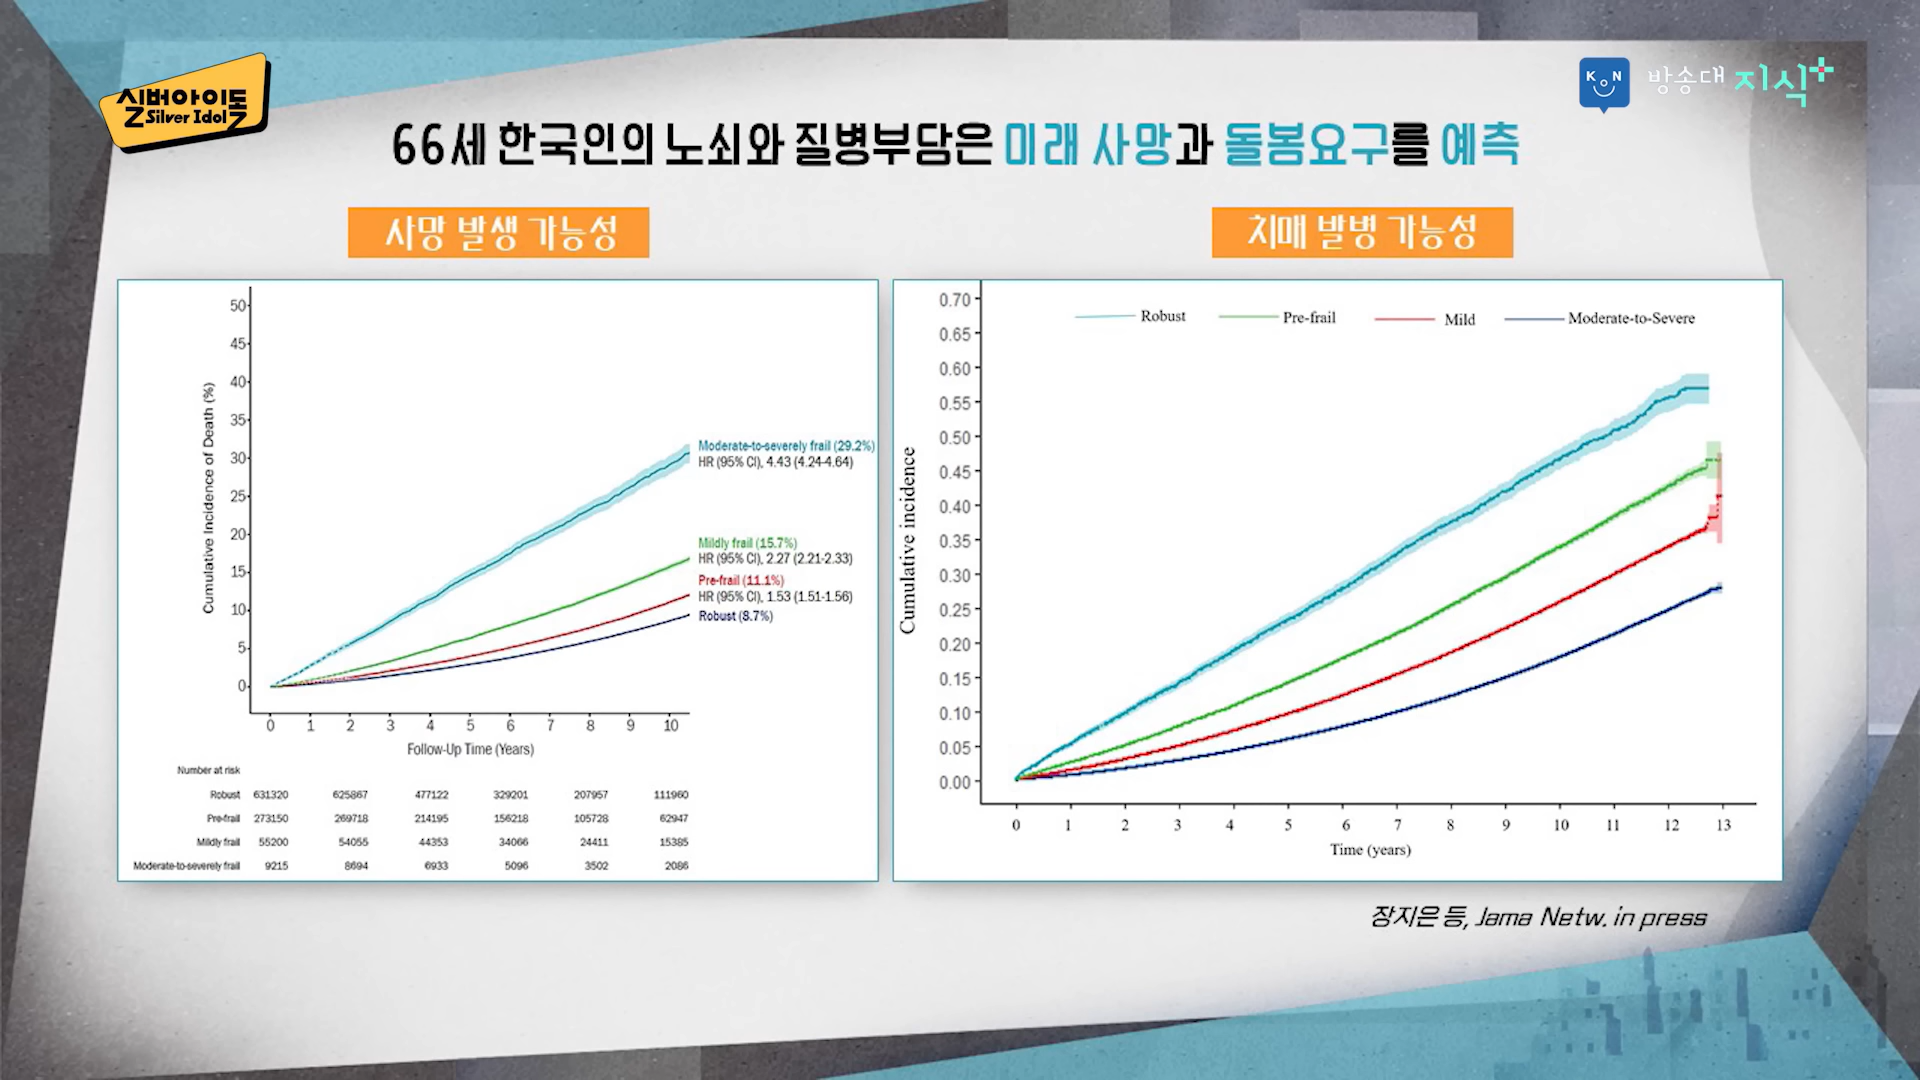 실버아이돌
Silver Idol
KON
방송대 지식+
66세 한국인의 노쇠와 질병부담은 미래 사망과 돌봄요구를 예측
사망 발생 가능성
치매 발병 가능성
Cumulative Incidence of Death (%)
50
45
40
35
30
25
20
15
10
5
0
Moderate-to-severely frail (29.2%)
HR (95% CI), 4.43 (4.24-4.64)
Mildly frail (15.7%)
HR (95% CI), 2.27 (2.21-2.33)
Pre-frail (11.1%)
HR (95% CI), 1.53 (1.51-1.56)
Robust (8.7%)
0 1 2 3 4 5 6 7 8 9 10
Follow-Up Time (Years)
Number at risk
Robust 631320 625867 477122 329201 207957 111960
Pre-frail 273150 269718 214195 156218 105728 62947
Mildly frail 55200 54055 44353 34066 24411 15385
Moderate-to-severely frail 9215 8694 6933 5096 3502 2086
Robust Pre-frail Mild Moderate-to-Severe
Cumulative incidence
0.70
0.65
0.60
0.55
0.50
0.45
0.40
0.35
0.30
0.25
0.20
0.15
0.10
0.05
0.00
0 1 2 3 4 5 6 7 8 9 10 11 12 13
Time (years)
장지은 등, Jama Netw. in press